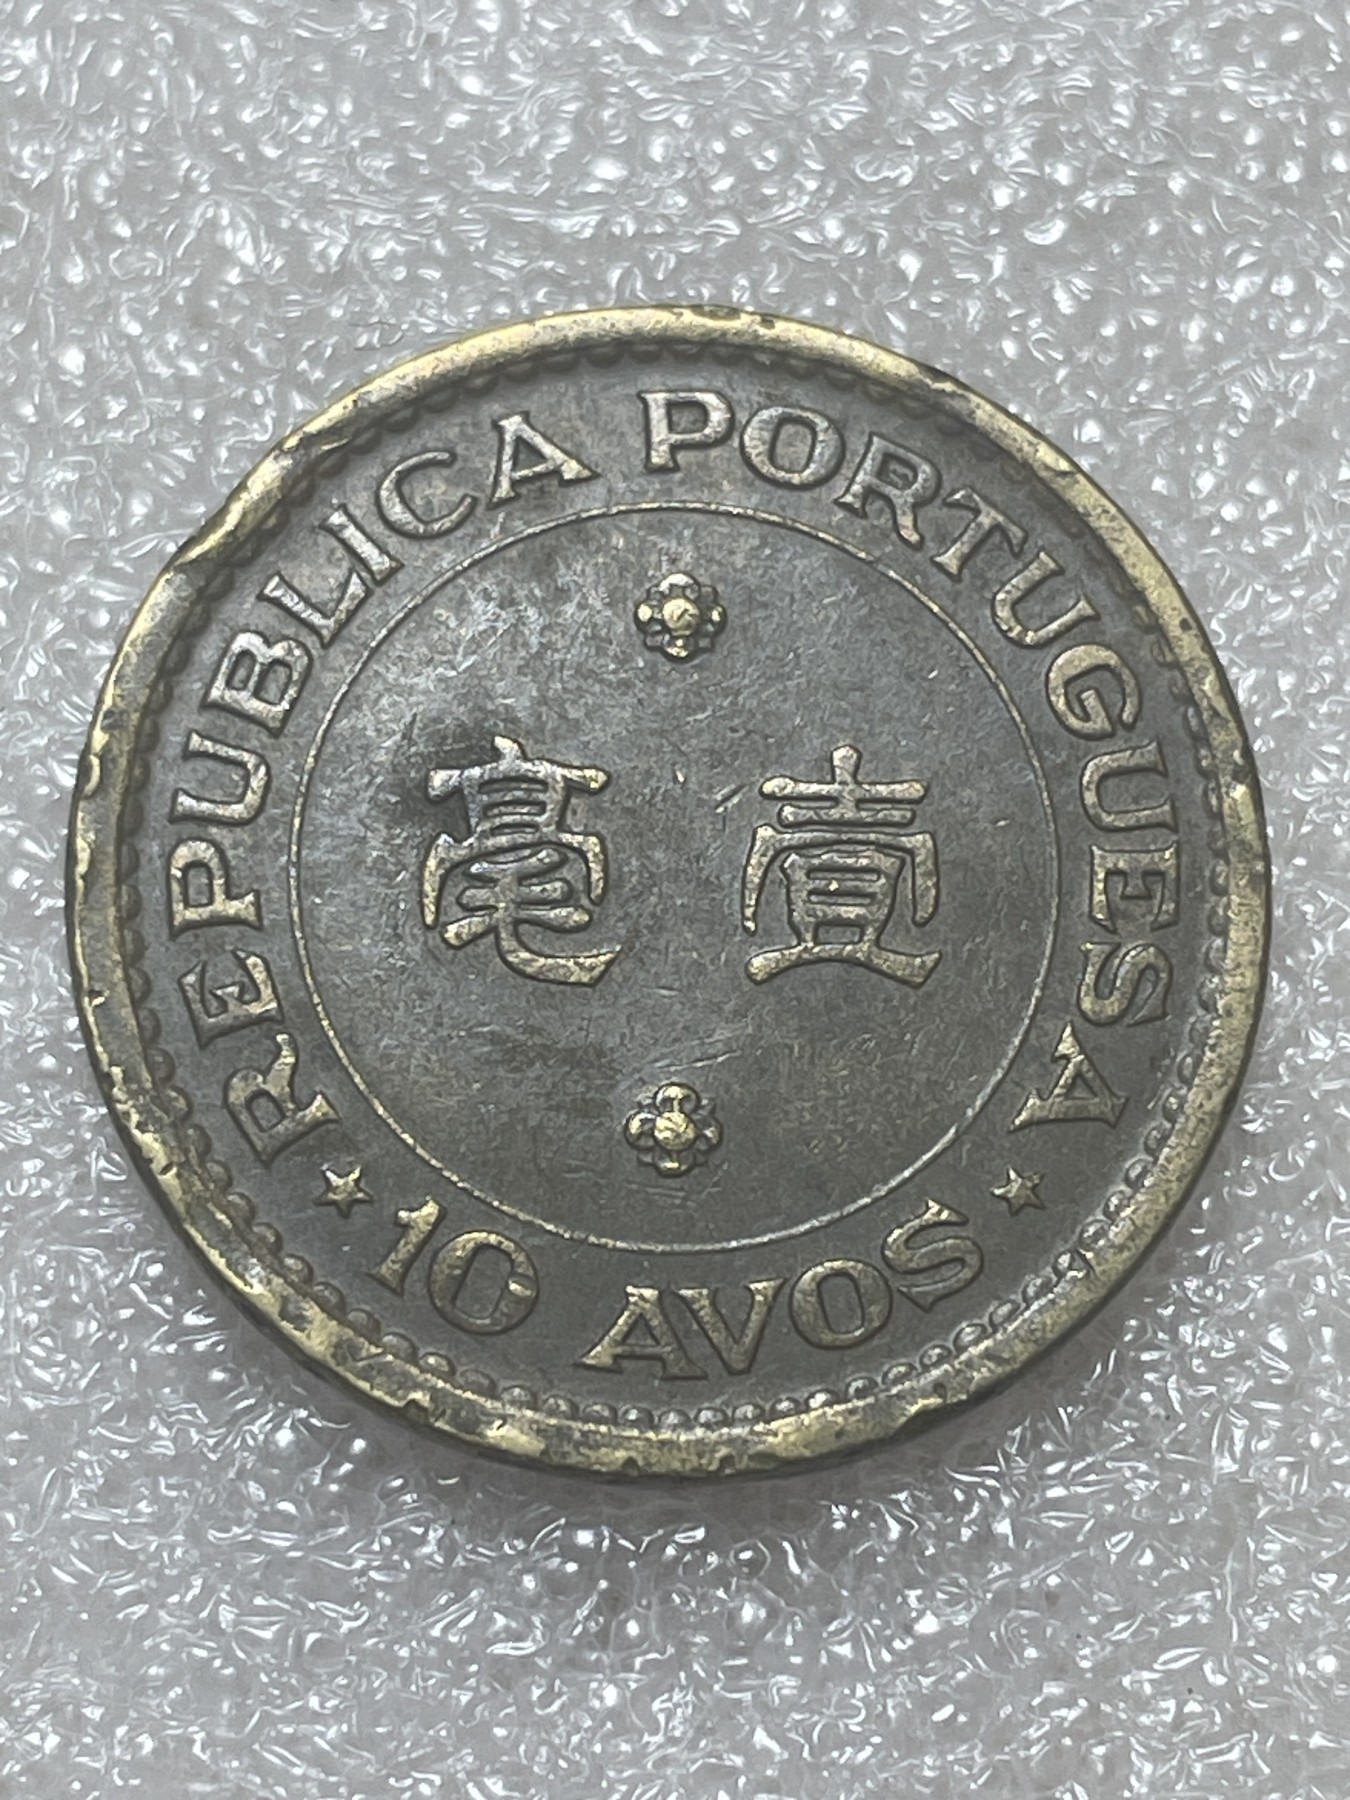 REPUBLICA PORTUGUESA
毫 壹
★ 10 AVOS ★